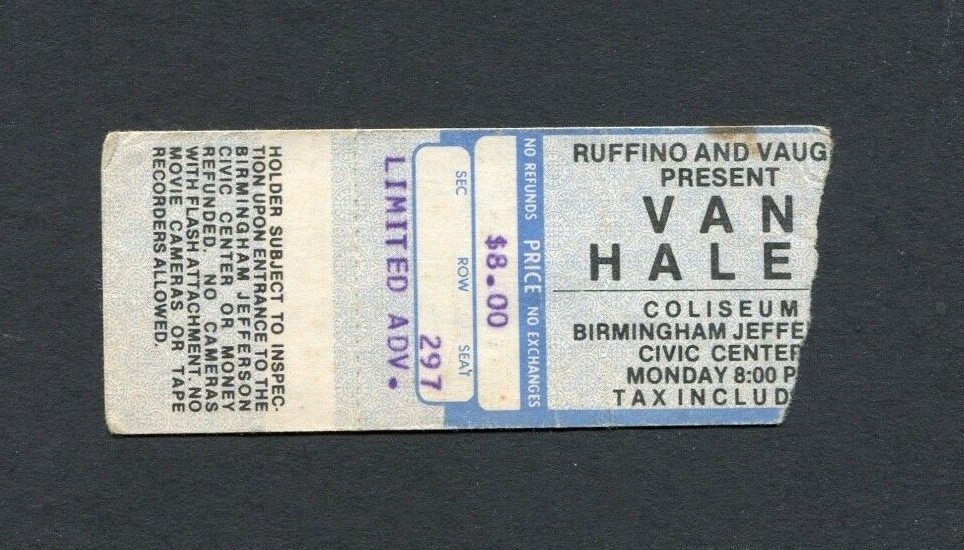 RUFFINO AND VAUG
PRESENT
VAN
HALE
COLISEUM
BIRMINGHAM JEFFE
CIVIC CENTER
MONDAY 8:00 P
TAX INCLUD
NO REFUNDS PRICE NO EXCHANGES
$8.00
SEC ROW SEAT
297
LIMITED ADV.
HOLDER SUBJECT TO INSPEC-
TION UPON ENTRANCE TO THE
BIRMINGHAM JEFFERSON
CIVIC CENTER OR MONEY
REFUNDED. NO CAMERAS
WITH FLASH ATTACHMENT. NO
MOVIE CAMERAS OR TAPE
RECORDERS ALLOWED.